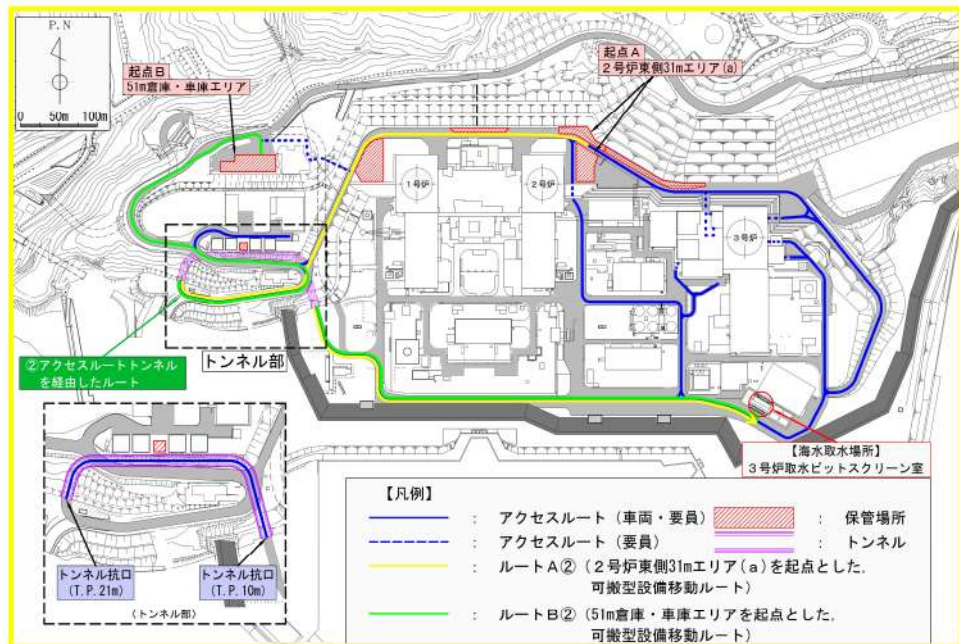 P.N
0 50m 100m
起点B
51m倉庫・車庫エリア
起点A
2号炉東側31mエリア(a)
1号炉
2号炉
3号炉
②アクセスルートトンネル
を経由したルート
トンネル部
【海水取水場所】
3号炉取水ピットスクリーン室
トンネル坑口
(T.P.21m)
トンネル坑口
(T.P.10m)
〈トンネル部〉
【凡例】
: アクセスルート(車両・要員)
: 保管場所
: アクセスルート(要員)
: トンネル
: ルートA②(2号炉東側31mエリア(a)を起点とした,
可搬型設備移動ルート)
: ルートB②(51m倉庫・車庫エリアを起点とした,
可搬型設備移動ルート)